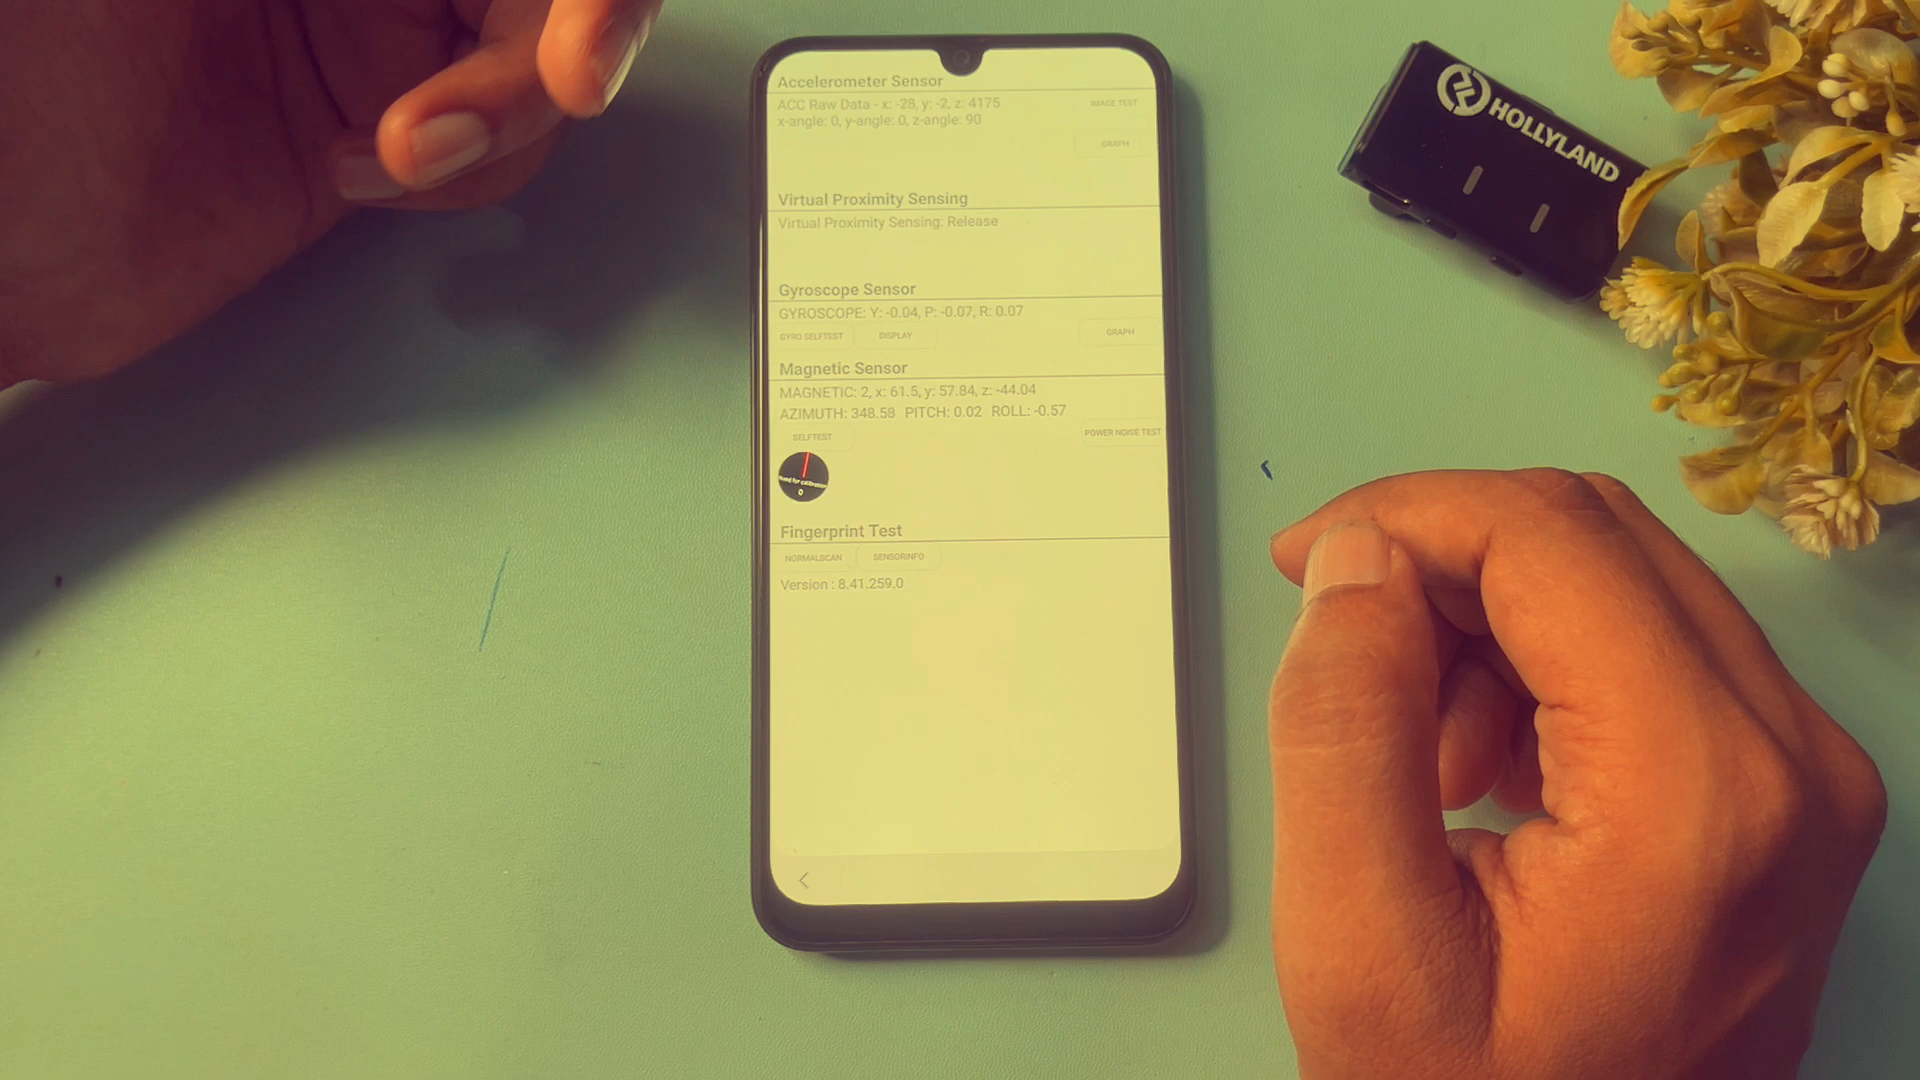 Accelerometer Sensor
ACC Raw Data - x: -28, y: -2, z: 4175
IMAGE TEST
x-angle: 0, y-angle: 0, z-angle: 90
GRAPH
Virtual Proximity Sensing
Virtual Proximity Sensing: Release
Gyroscope Sensor
GYROSCOPE: Y: -0.04, P: -0.07, R: 0.07
GYRO SELFTEST DISPLAY GRAPH
Magnetic Sensor
MAGNETIC: 2, x: 61.5, y: 57.84, z: -44.04
AZIMUTH: 348.58 PITCH: 0.02 ROLL: -0.57
SELFTEST POWER NOISE TEST
Need for calibration
0
Fingerprint Test
NORMALSCAN SENSORINFO
Version : 8.41.259.0
HOLLYLAND